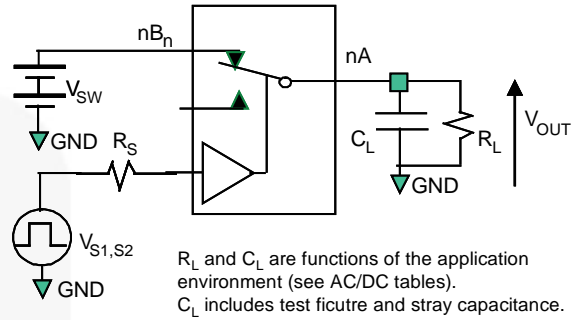 nBn
nA
VSW
GND
RS
CL
RL
VOUT
GND
VS1,S2
GND
RL and CL are functions of the application
environment (see AC/DC tables).
CL includes test ficutre and stray capacitance.